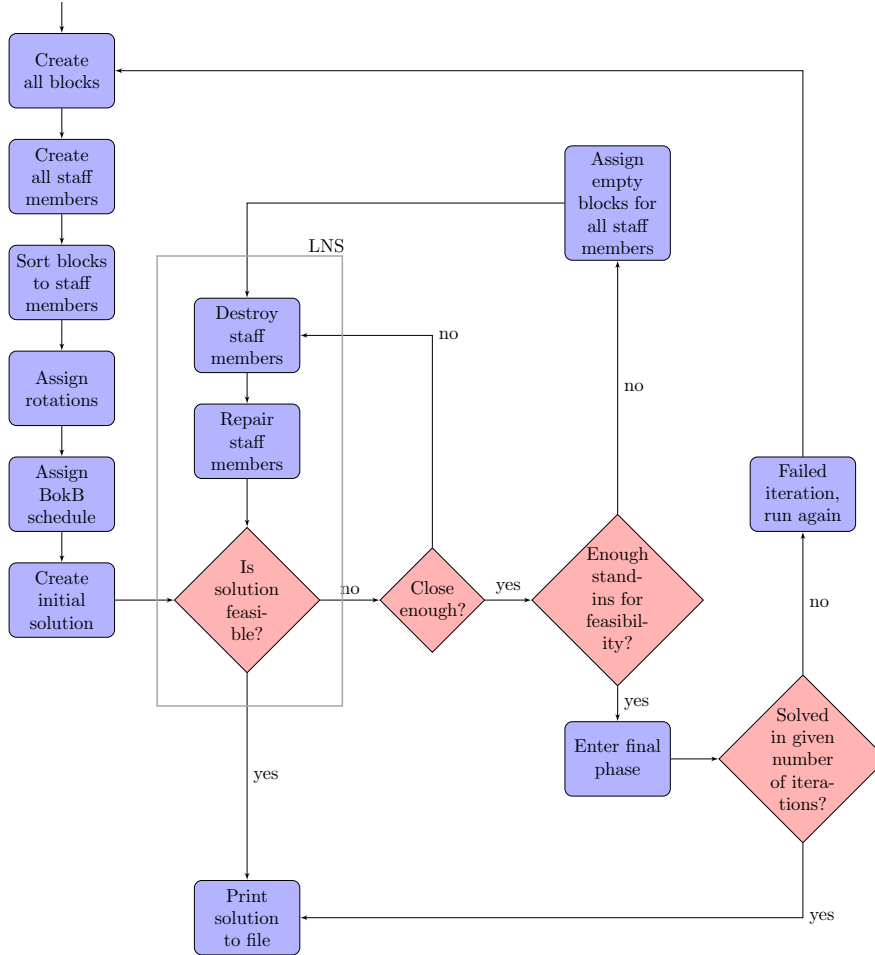 Create
all blocks
Create
all staff
members
Sort blocks
to staff
members
Assign
rotations
Assign
BokB
schedule
Create
initial
solution
LNS
Destroy
staff
members
Repair
staff
members
Is
solution
feasi-
ble?
no
yes
Close
enough?
no
yes
Assign
empty
blocks for
all staff
members
no
Enough
stand-
ins for
feasibil-
ity?
yes
Enter final
phase
Failed
iteration,
run again
no
Solved
in given
number
of itera-
tions?
yes
Print
solution
to file